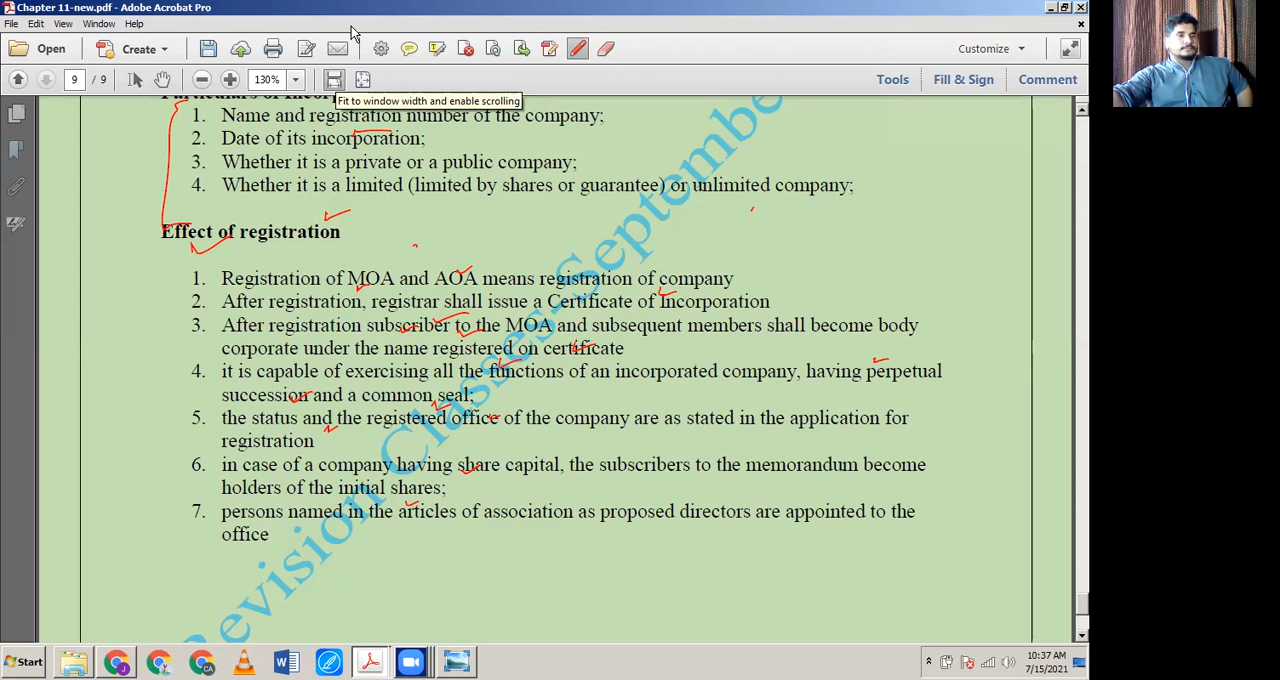 Chapter 11-new.pdf - Adobe Acrobat Pro
File Edit View Window Help
Open Create Customize
9 / 9 130% Tools Fill & Sign Comment
Fit to window width and enable scrolling
1. Name and registration number of the company;
2. Date of its incorporation;
3. Whether it is a private or a public company;
4. Whether it is a limited (limited by shares or guarantee) or unlimited company;
Effect of registration
1. Registration of MOA and AOA means registration of company
2. After registration, registrar shall issue a Certificate of Incorporation
3. After registration subscriber to the MOA and subsequent members shall become body
corporate under the name registered on certificate
4. it is capable of exercising all the functions of an incorporated company, having perpetual
succession and a common seal;
5. the status and the registered office of the company are as stated in the application for
registration
6. in case of a company having share capital, the subscribers to the memorandum become
holders of the initial shares;
7. persons named in the articles of association as proposed directors are appointed to the
office
Revision Classes-September
Start
10:37 AM
7/15/2021